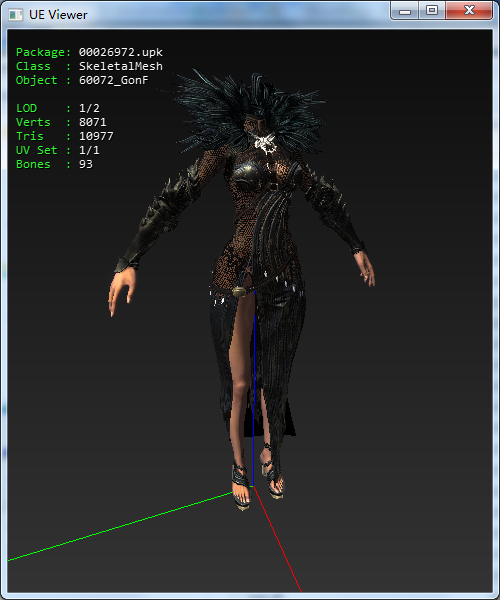 UE Viewer
Package: 00026972.upk
Class  : SkeletalMesh
Object : 60072_GonF
LOD    : 1/2
Verts  : 8071
Tris   : 10977
UV Set : 1/1
Bones  : 93